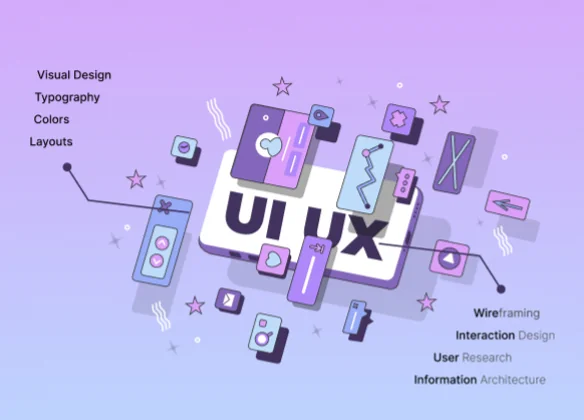 Visual Design
Typography
Colors
Layouts
UI UX
Wireframing
Interaction Design
User Research
Information Architecture